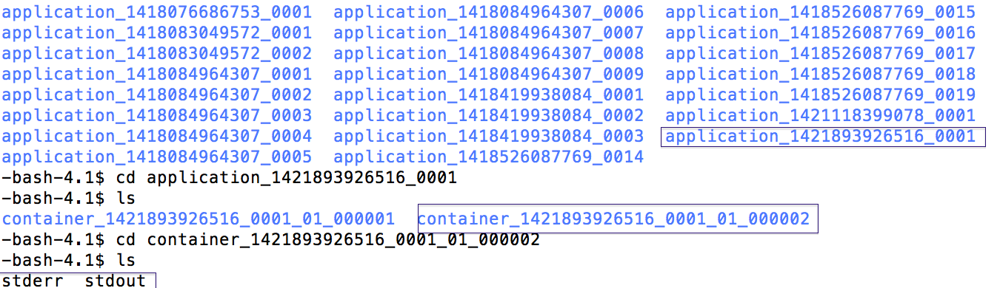 application_1418076686753_0001 application_1418084964307_0006 application_1418526087769_0015
application_1418083049572_0001 application_1418084964307_0007 application_1418526087769_0016
application_1418083049572_0002 application_1418084964307_0008 application_1418526087769_0017
application_1418084964307_0001 application_1418084964307_0009 application_1418526087769_0018
application_1418084964307_0002 application_1418419938084_0001 application_1418526087769_0019
application_1418084964307_0003 application_1418419938084_0002 application_1421118399078_0001
application_1418084964307_0004 application_1418419938084_0003 application_1421893926516_0001
application_1418084964307_0005 application_1418526087769_0014
-bash-4.1$ cd application_1421893926516_0001
-bash-4.1$ ls
container_1421893926516_0001_01_000001 container_1421893926516_0001_01_000002
-bash-4.1$ cd container_1421893926516_0001_01_000002
-bash-4.1$ ls
stderr stdout